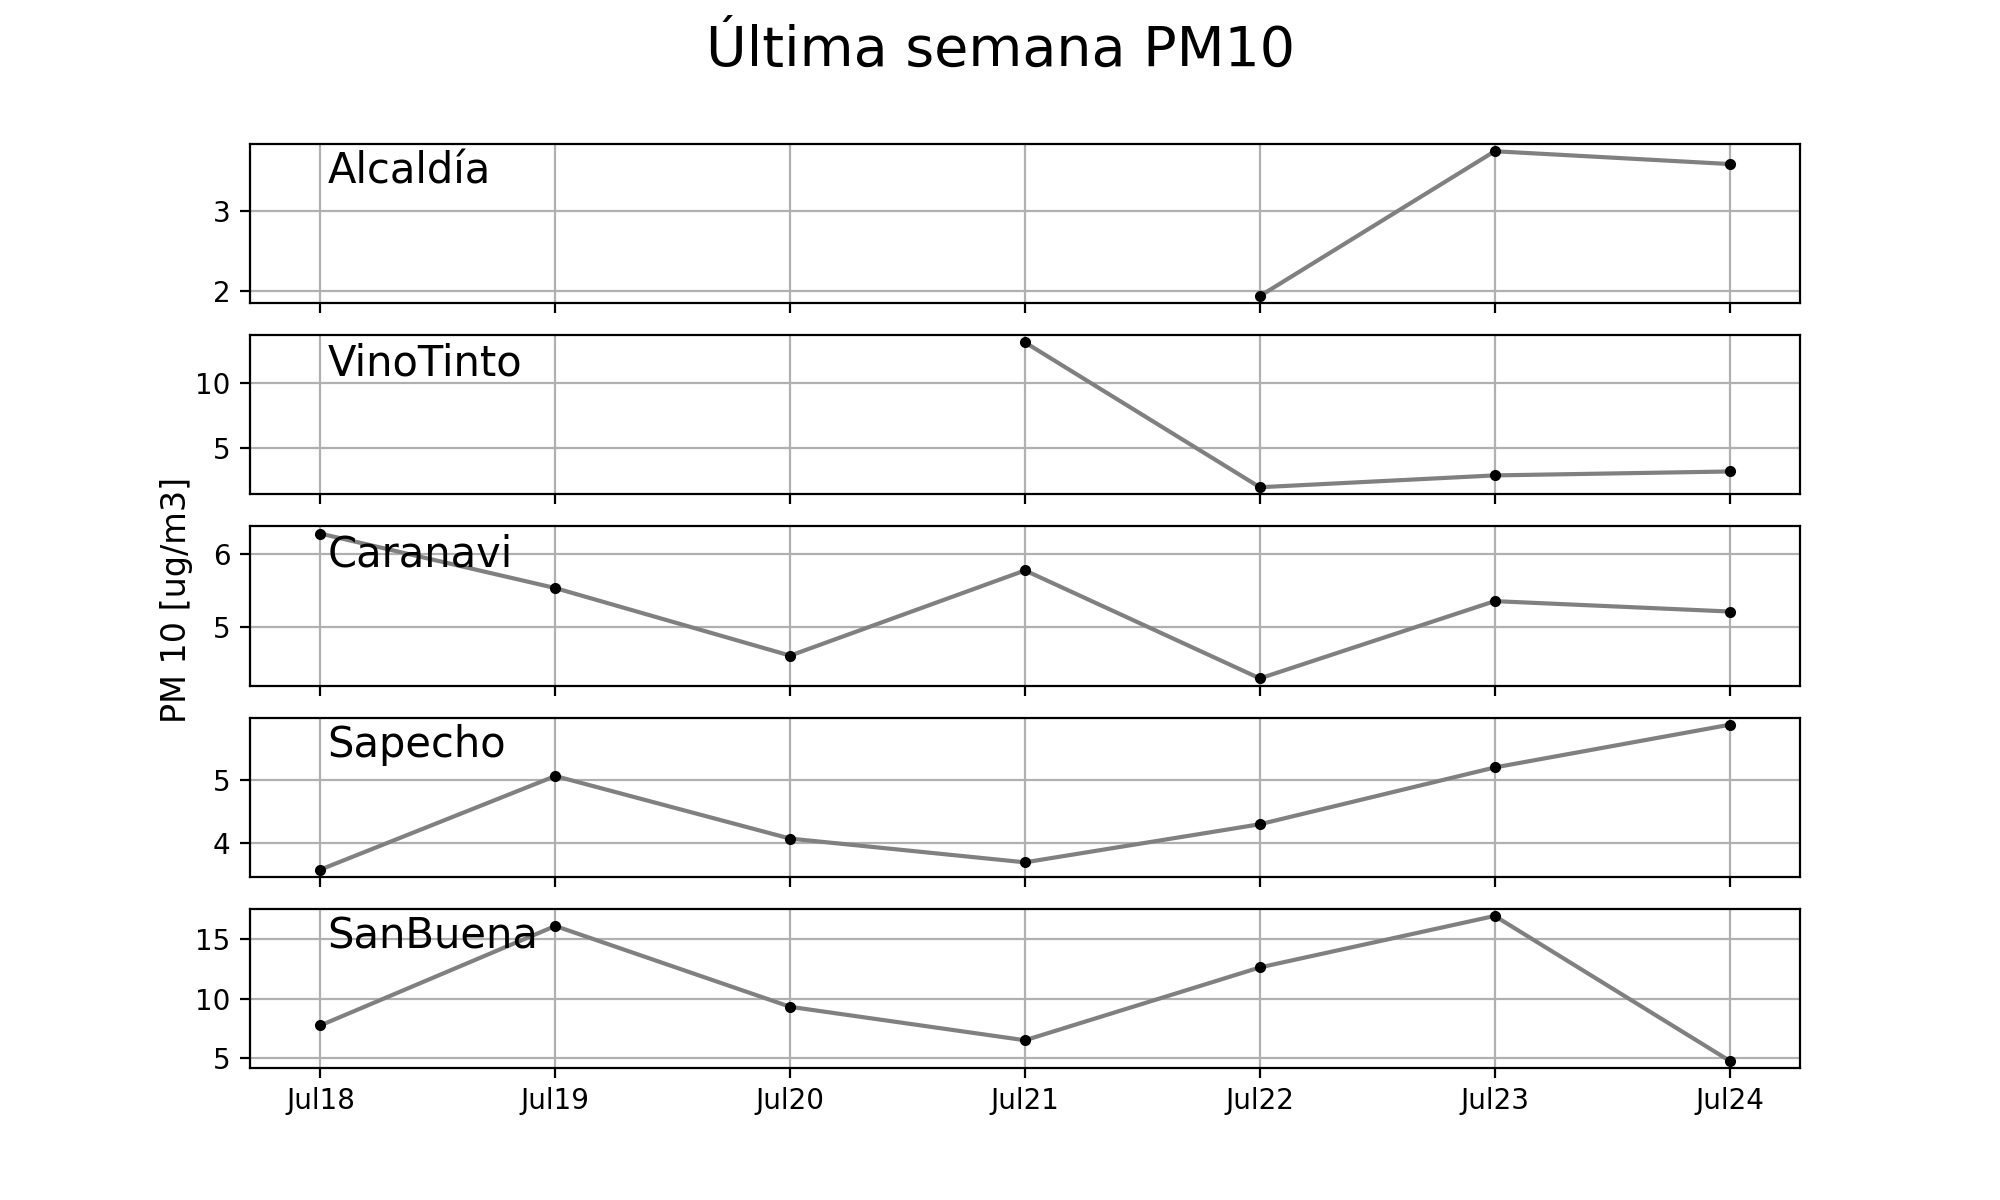 Última semana PM10
Alcaldía
3
2
VinoTinto
10
5
PM 10 [ug/m3]
Caranavi
6
5
Sapecho
5
4
SanBuena
15
10
5
Jul18 Jul19 Jul20 Jul21 Jul22 Jul23 Jul24